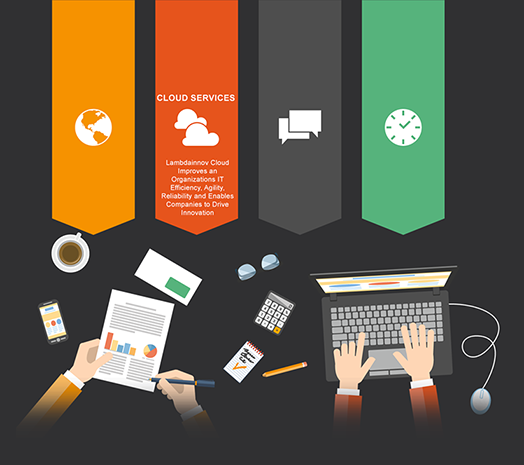 CLOUD SERVICES
Lambdainnov Cloud
Improves an
Organizations IT
Efficiency, Agility,
Reliability and Enables
Companies to Drive
Innovation